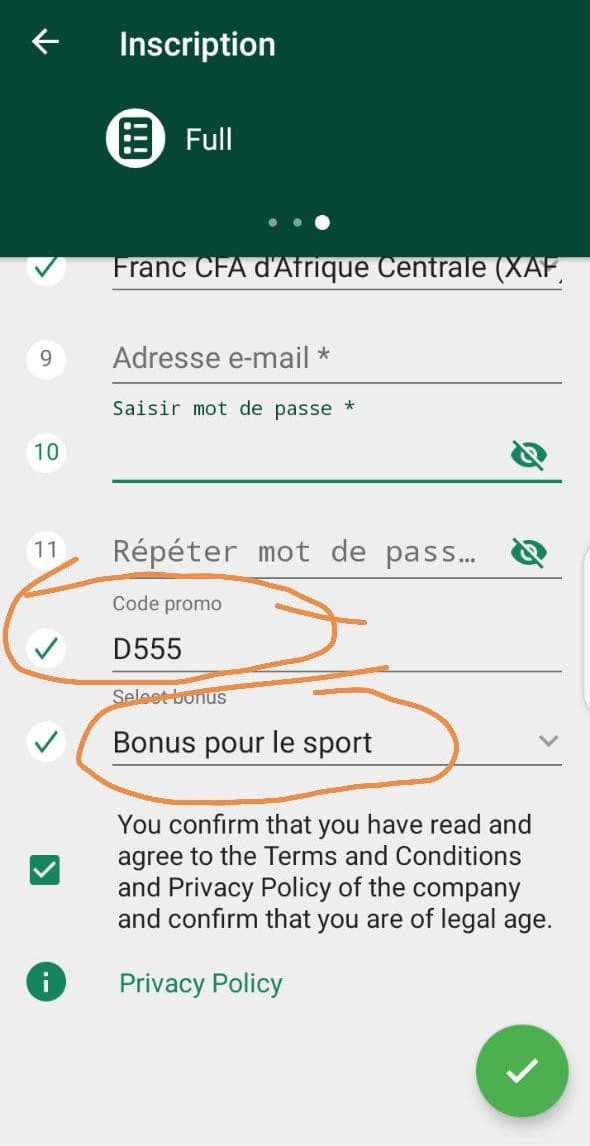 Inscription
Full
Franc CFA d'Afrique Centrale (XAF)
9
Adresse e-mail *
Saisir mot de passe *
10
11
Répéter mot de pass...
Code promo
D555
Select bonus
Bonus pour le sport
You confirm that you have read and
agree to the Terms and Conditions
and Privacy Policy of the company
and confirm that you are of legal age.
Privacy Policy